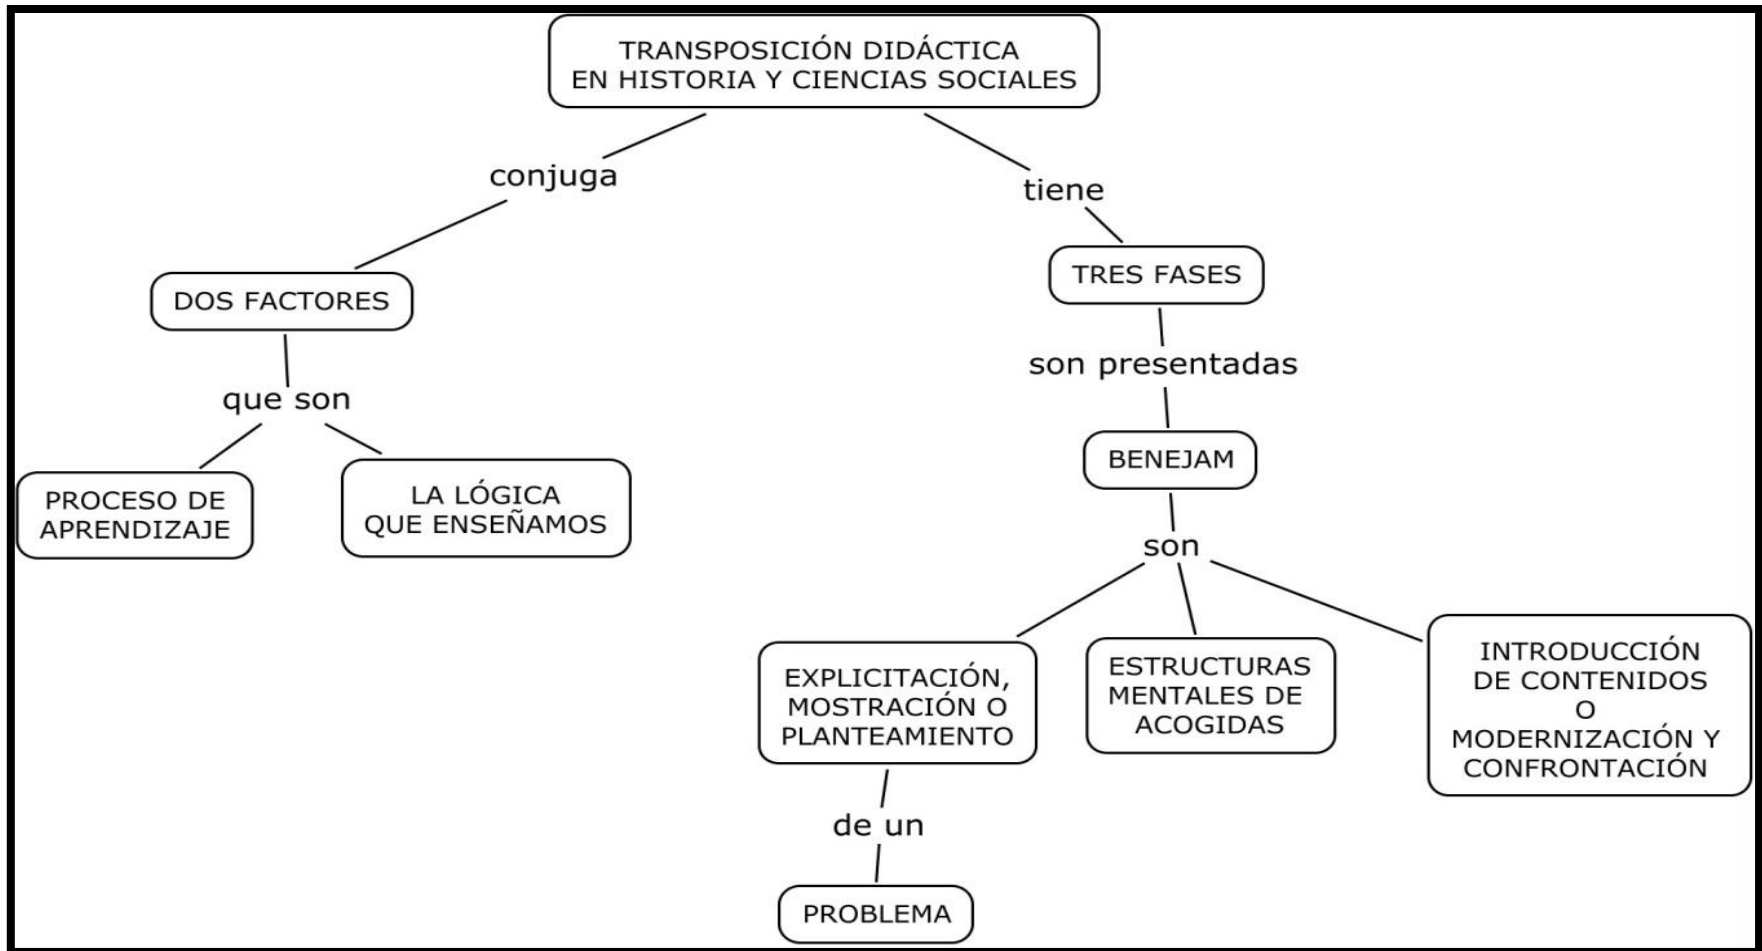 TRANSPOSICIÓN DIDÁCTICA
EN HISTORIA Y CIENCIAS SOCIALES
conjuga
tiene
DOS FACTORES
TRES FASES
que son
son presentadas
PROCESO DE
APRENDIZAJE
LA LÓGICA
QUE ENSEÑAMOS
BENEJAM
son
EXPLICITACIÓN,
MOSTRACIÓN O
PLANTEAMIENTO
ESTRUCTURAS
MENTALES DE
ACOGIDAS
INTRODUCCIÓN
DE CONTENIDOS
O
MODERNIZACIÓN Y
CONFRONTACIÓN
de un
PROBLEMA